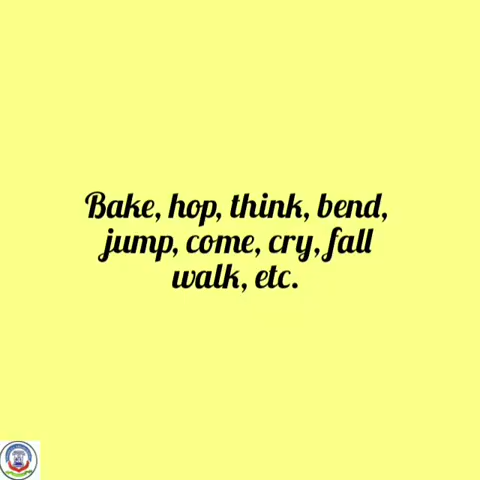 Bake, hop, think, bend,
jump, come, cry, fall
walk, etc.